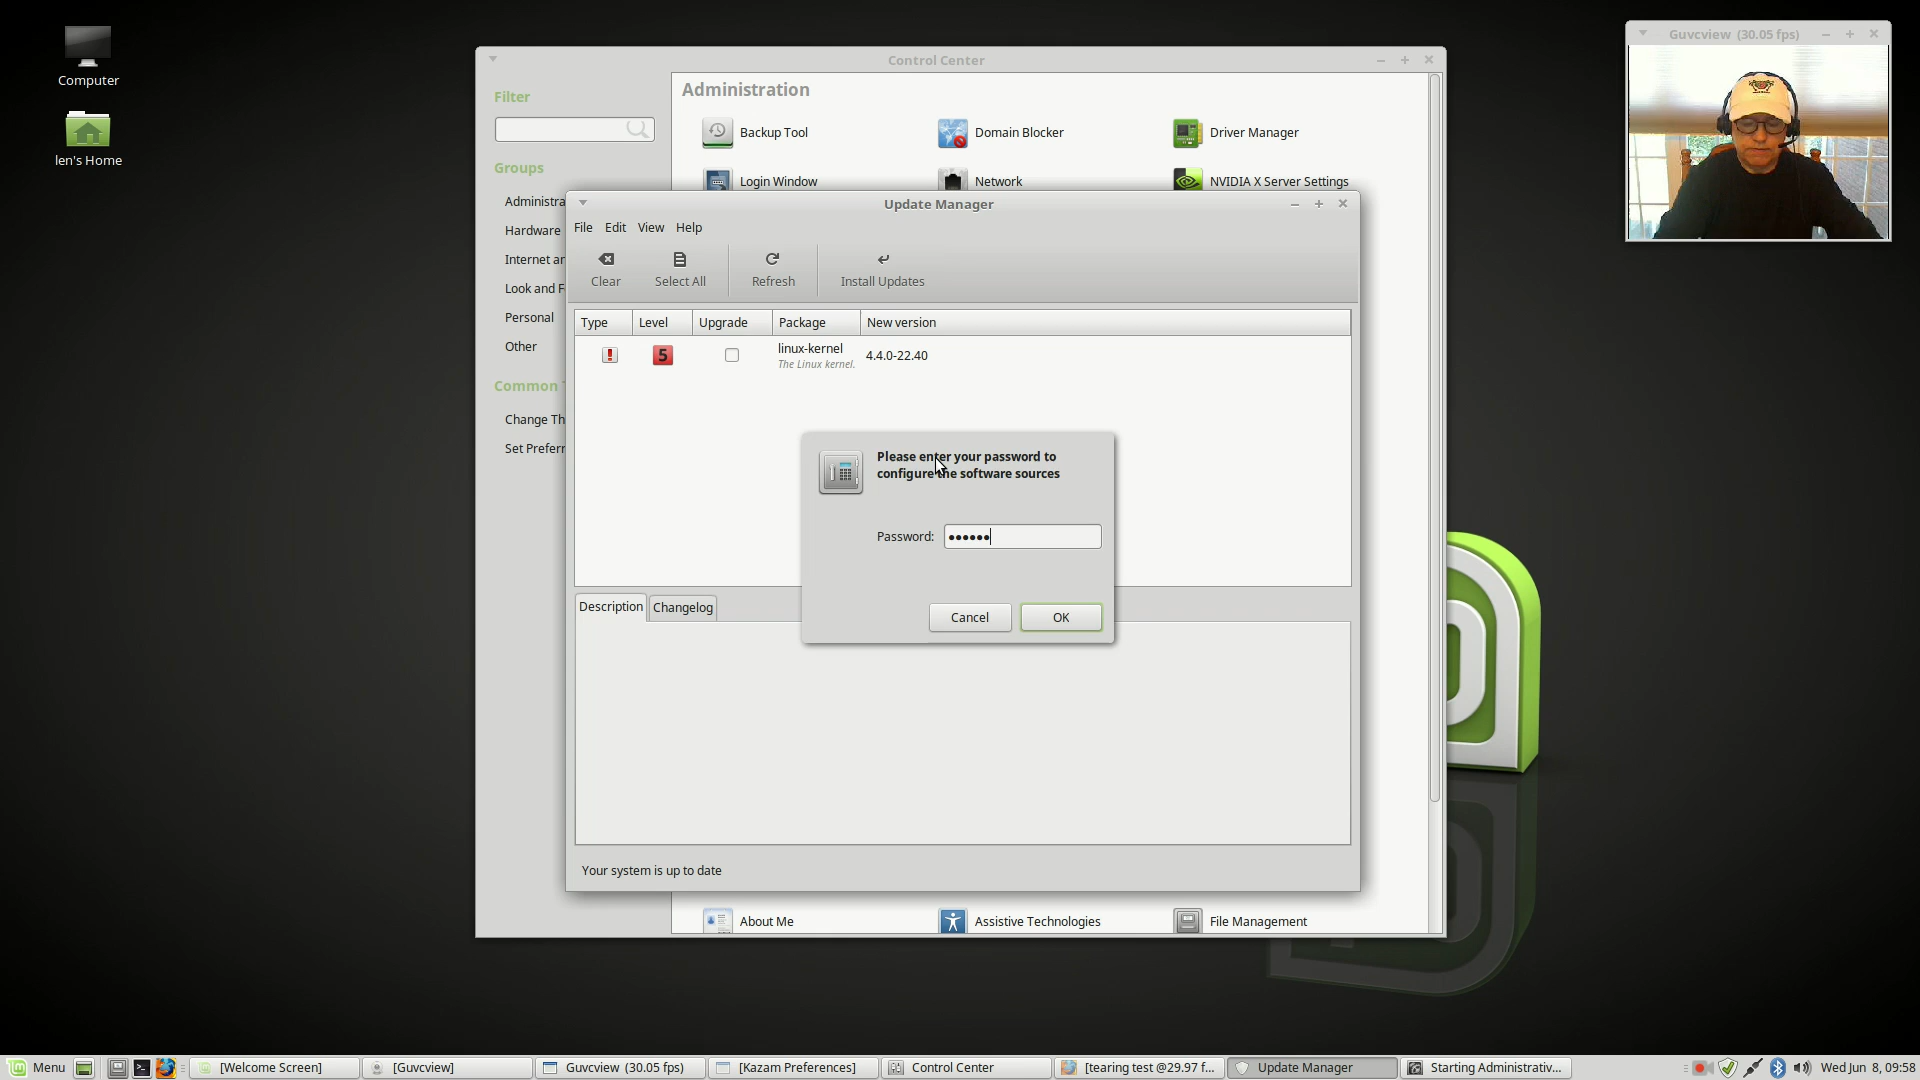 Computer
len's Home
Control Center
Filter
Groups
Administra
Hardware
Internet ar
Look and F
Personal
Other
Common
Change Th
Set Prefer
Administration
Backup Tool
Domain Blocker
Driver Manager
Login Window
Network
NVIDIA X Server Settings
Update Manager
File Edit View Help
Clear
Select All
Refresh
Install Updates
Type Level Upgrade Package New version
5
linux-kernel
The Linux kernel.
4.4.0-22.40
Please enter your password to
configure the software sources
Password: ••••••
Cancel
OK
Description
Changelog
Your system is up to date
About Me
Assistive Technologies
File Management
Guvcview (30.05 fps)
Menu
[Welcome Screen]
[Guvcview]
Guvcview (30.05 fps)
[Kazam Preferences]
Control Center
[tearing test @29.97 f...
Update Manager
Starting Administrativ...
Wed Jun 8, 09:58